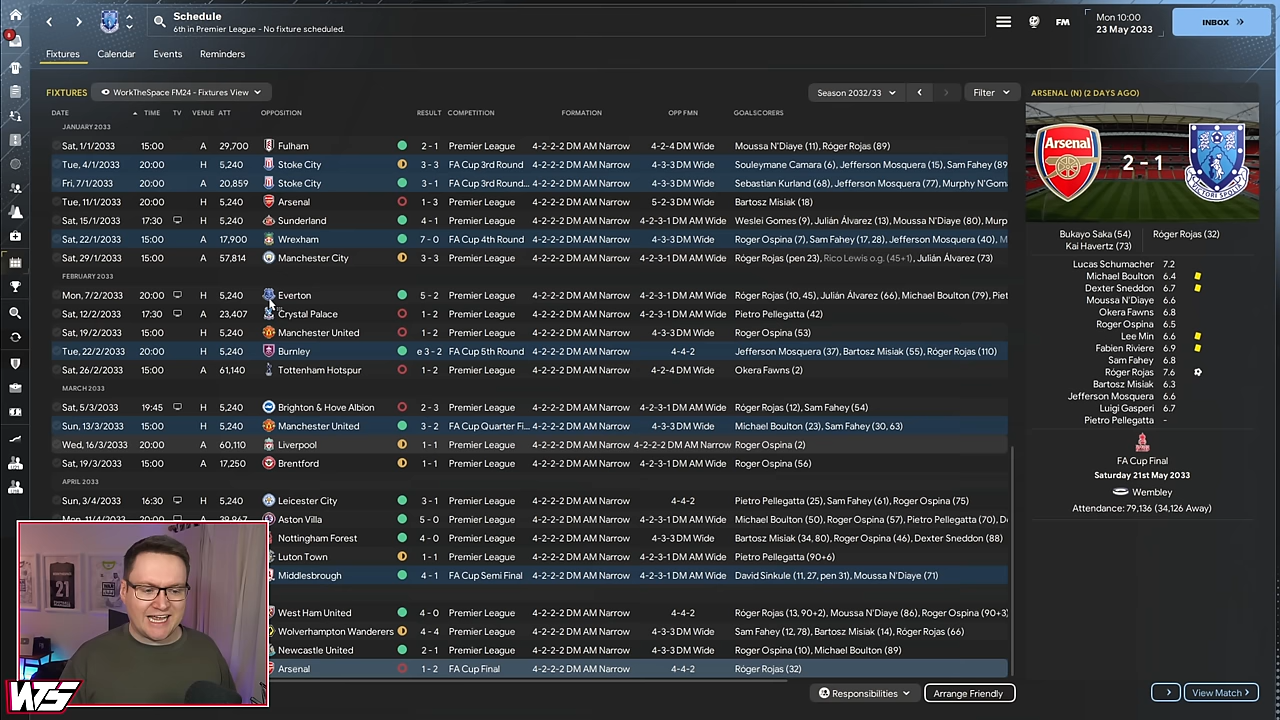 Schedule
6th in Premier League - No fixture scheduled.
FM
Mon 10:00
23 May 2033
INBOX
Fixtures Calendar Events Reminders
FIXTURES WorkTheSpace FM24 - Fixtures View Season 2032/33 Filter
DATE TIME TV VENUE ATT OPPOSITION RESULT COMPETITION FORMATION OPP FMN GOALSCORERS
JANUARY 2033
Sat, 1/1/2033 15:00 A 29,700 Fulham 2 - 1 Premier League 4-2-2-2 DM AM Narrow 4-2-4 DM Wide Moussa N'Diaye (11), Róger Rojas (89)
Tue, 4/1/2033 20:00 H 5,240 Stoke City 3 - 3 FA Cup 3rd Round 4-2-2-2 DM AM Narrow 4-3-3 DM Wide Souleymane Camara (6), Jefferson Mosquera (15), Sam Fahey (89
Fri, 7/1/2033 20:00 A 20,859 Stoke City 3 - 1 FA Cup 3rd Round... 4-2-2-2 DM AM Narrow 4-3-3 DM Wide Sebastian Kurland (68), Jefferson Mosquera (77), Murphy N'Gom
Tue, 11/1/2033 20:00 A 5,240 Arsenal 1 - 3 Premier League 4-2-2-2 DM AM Narrow 5-2-3 DM Wide Bartosz Misiak (18)
Sat, 15/1/2033 17:30 H 5,240 Sunderland 4 - 1 Premier League 4-2-2-2 DM AM Narrow 4-2-3-1 DM AM Wide Weslei Gomes (9), Julián Álvarez (13), Moussa N'Diaye (80), Murp
Sat, 22/1/2033 15:00 A 17,900 Wrexham 7 - 0 FA Cup 4th Round 4-2-2-2 DM AM Narrow 4-3-3 DM Wide Roger Ospina (7), Sam Fahey (17, 28), Jefferson Mosquera (40), M
Sat, 29/1/2033 15:00 A 57,814 Manchester City 3 - 3 Premier League 4-2-2-2 DM AM Narrow 4-2-3-1 DM AM Wide Róger Rojas (pen 23), Rico Lewis o.g. (45+1), Julián Álvarez (73)
FEBRUARY 2033
Mon, 7/2/2033 20:00 H 5,240 Everton 5 - 2 Premier League 4-2-2-2 DM AM Narrow 4-2-3-1 DM AM Wide Róger Rojas (10, 45), Julián Álvarez (66), Michael Boulton (79), Piet
Sat, 12/2/2033 17:30 A 23,407 Crystal Palace 1 - 2 Premier League 4-2-2-2 DM AM Narrow 4-2-3-1 DM AM Wide Pietro Pellegatta (42)
Sat, 19/2/2033 15:00 H 5,240 Manchester United 1 - 2 Premier League 4-2-2-2 DM AM Narrow 4-3-3 DM Wide Roger Ospina (53)
Tue, 22/2/2033 20:00 H 5,240 Burnley e 3 - 2 FA Cup 5th Round 4-2-2-2 DM AM Narrow 4-4-2 Jefferson Mosquera (37), Bartosz Misiak (55), Róger Rojas (110)
Sat, 26/2/2033 15:00 A 61,140 Tottenham Hotspur 1 - 2 Premier League 4-2-2-2 DM AM Narrow 4-2-4 DM Wide Okera Fawns (2)
MARCH 2033
Sat, 5/3/2033 19:45 H 5,240 Brighton & Hove Albion 2 - 3 Premier League 4-2-2-2 DM AM Narrow 4-2-3-1 DM AM Wide Róger Rojas (12), Sam Fahey (54)
Sun, 13/3/2033 H 5,240 Manchester United FA Cup Quarter Fi... 4-2-2-2 DM AM Narrow 4-3-3 DM Wide Michael Boulton (23), Sam Fahey (30, 63)
Wed, 16/3/2033 20:00 A 60,110 Liverpool 1 - 1 Premier League 4-2-2-2 DM AM Narrow 4-2-2-2 DM AM Narrow Roger Ospina (2)
Sat, 19/3/2033 15:00 A 17,250 Brentford 1 - 1 Premier League 4-2-2-2 DM AM Narrow 4-2-3-1 DM AM Wide Roger Ospina (56)
APRIL 2033
Sun, 3/4/2033 16:30 H 5,240 Leicester City 3 - 1 Premier League 4-2-2-2 DM AM Narrow 4-4-2 Pietro Pellegatta (25), Sam Fahey (61), Roger Ospina (75)
Mon, 11/4/2033 20:00 A 39,967 Aston Villa 5 - 0 Premier League 4-2-2-2 DM AM Narrow 4-2-3-1 DM AM Wide Michael Boulton (50), Roger Ospina (57), Pietro Pellegatta (70), D
Nottingham Forest 4 - 0 Premier League 4-2-2-2 DM AM Narrow 4-3-3 DM Wide Bartosz Misiak (34, 80), Roger Ospina (46), Dexter Sneddon (88)
Luton Town 1 - 1 Premier League 4-2-2-2 DM AM Narrow 4-2-3-1 DM AM Wide Pietro Pellegatta (90+6)
Middlesbrough 4 - 1 FA Cup Semi Final 4-2-2-2 DM AM Narrow 4-2-3-1 DM AM Wide David Sinkule (11, 27, pen 31), Moussa N'Diaye (71)
West Ham United 4 - 0 Premier League 4-2-2-2 DM AM Narrow 4-4-2 Róger Rojas (13, 90+2), Moussa N'Diaye (86), Roger Ospina (90+3)
Wolverhampton Wanderers 4 - 4 Premier League 4-2-2-2 DM AM Narrow 4-3-3 DM Wide Sam Fahey (12, 78), Bartosz Misiak (14), Róger Rojas (66)
Newcastle United 2 - 1 Premier League 4-2-2-2 DM AM Narrow 4-3-3 DM Wide Roger Ospina (10), Michael Boulton (89)
Arsenal 1 - 2 FA Cup Final 4-2-2-2 DM AM Narrow 4-4-2 Róger Rojas (32)
Responsibilities Arrange Friendly
ARSENAL (N) (2 DAYS AGO)
Arsenal
2 - 1
Bukayo Saka (54) Róger Rojas (32)
Kai Havertz (73)
Lucas Schumacher 7.2
Michael Boulton 6.4
Dexter Sneddon 6.7
Moussa N'Diaye 6.6
Okera Fawns 6.8
Roger Ospina 6.5
Lee Min 6.6
Fabien Riviere 6.9
Sam Fahey 6.8
Róger Rojas 7.6
Bartosz Misiak 6.3
Jefferson Mosquera 6.6
Luigi Gasperi 6.7
Pietro Pellegatta -
FA Cup Final
Saturday 21st May 2033
Wembley
Attendance: 79,136 (34,126 Away)
View Match
21
WTS